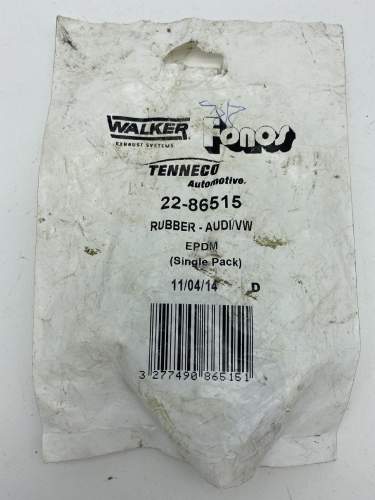 WALKER Fonos
EXHAUST SYSTEMS
TENNECO
Automotive.
22-86515
RUBBER - AUDI/VW
EPDM
(Single Pack)
11/04/14 D
3 277490 865151